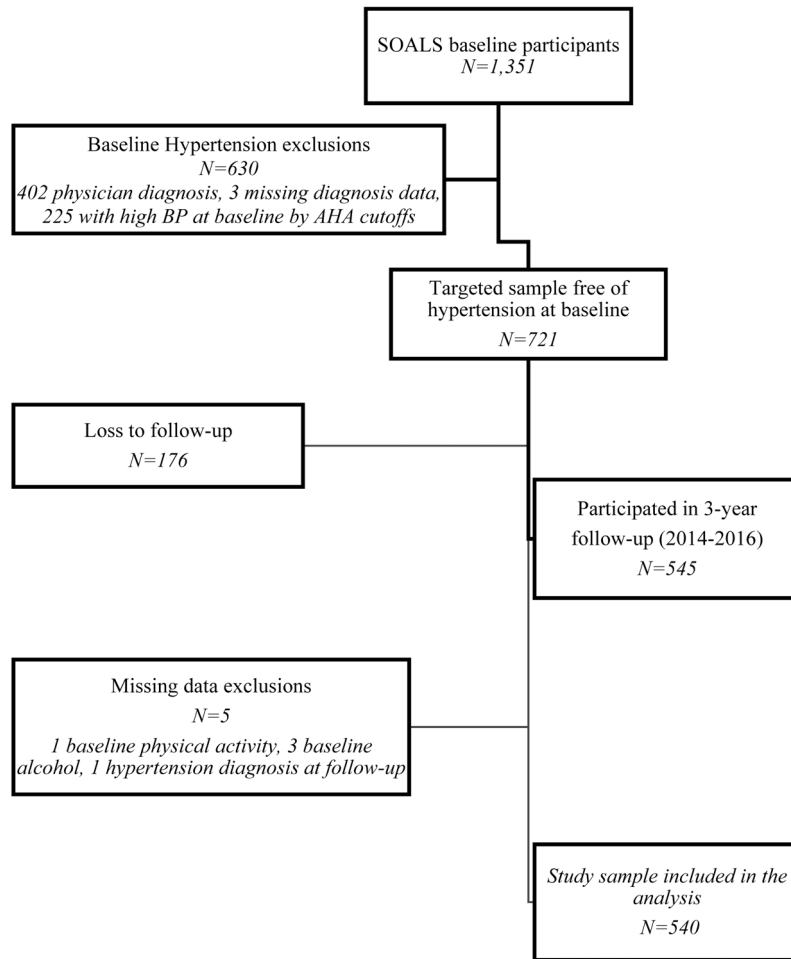 SOALS baseline participants
N=1,351
Baseline Hypertension exclusions
N=630
402 physician diagnosis, 3 missing diagnosis data,
225 with high BP at baseline by AHA cutoffs
Targeted sample free of
hypertension at baseline
N=721
Loss to follow-up
N=176
Participated in 3-year
follow-up (2014-2016)
N=545
Missing data exclusions
N=5
1 baseline physical activity, 3 baseline
alcohol, 1 hypertension diagnosis at follow-up
Study sample included in the
analysis
N=540